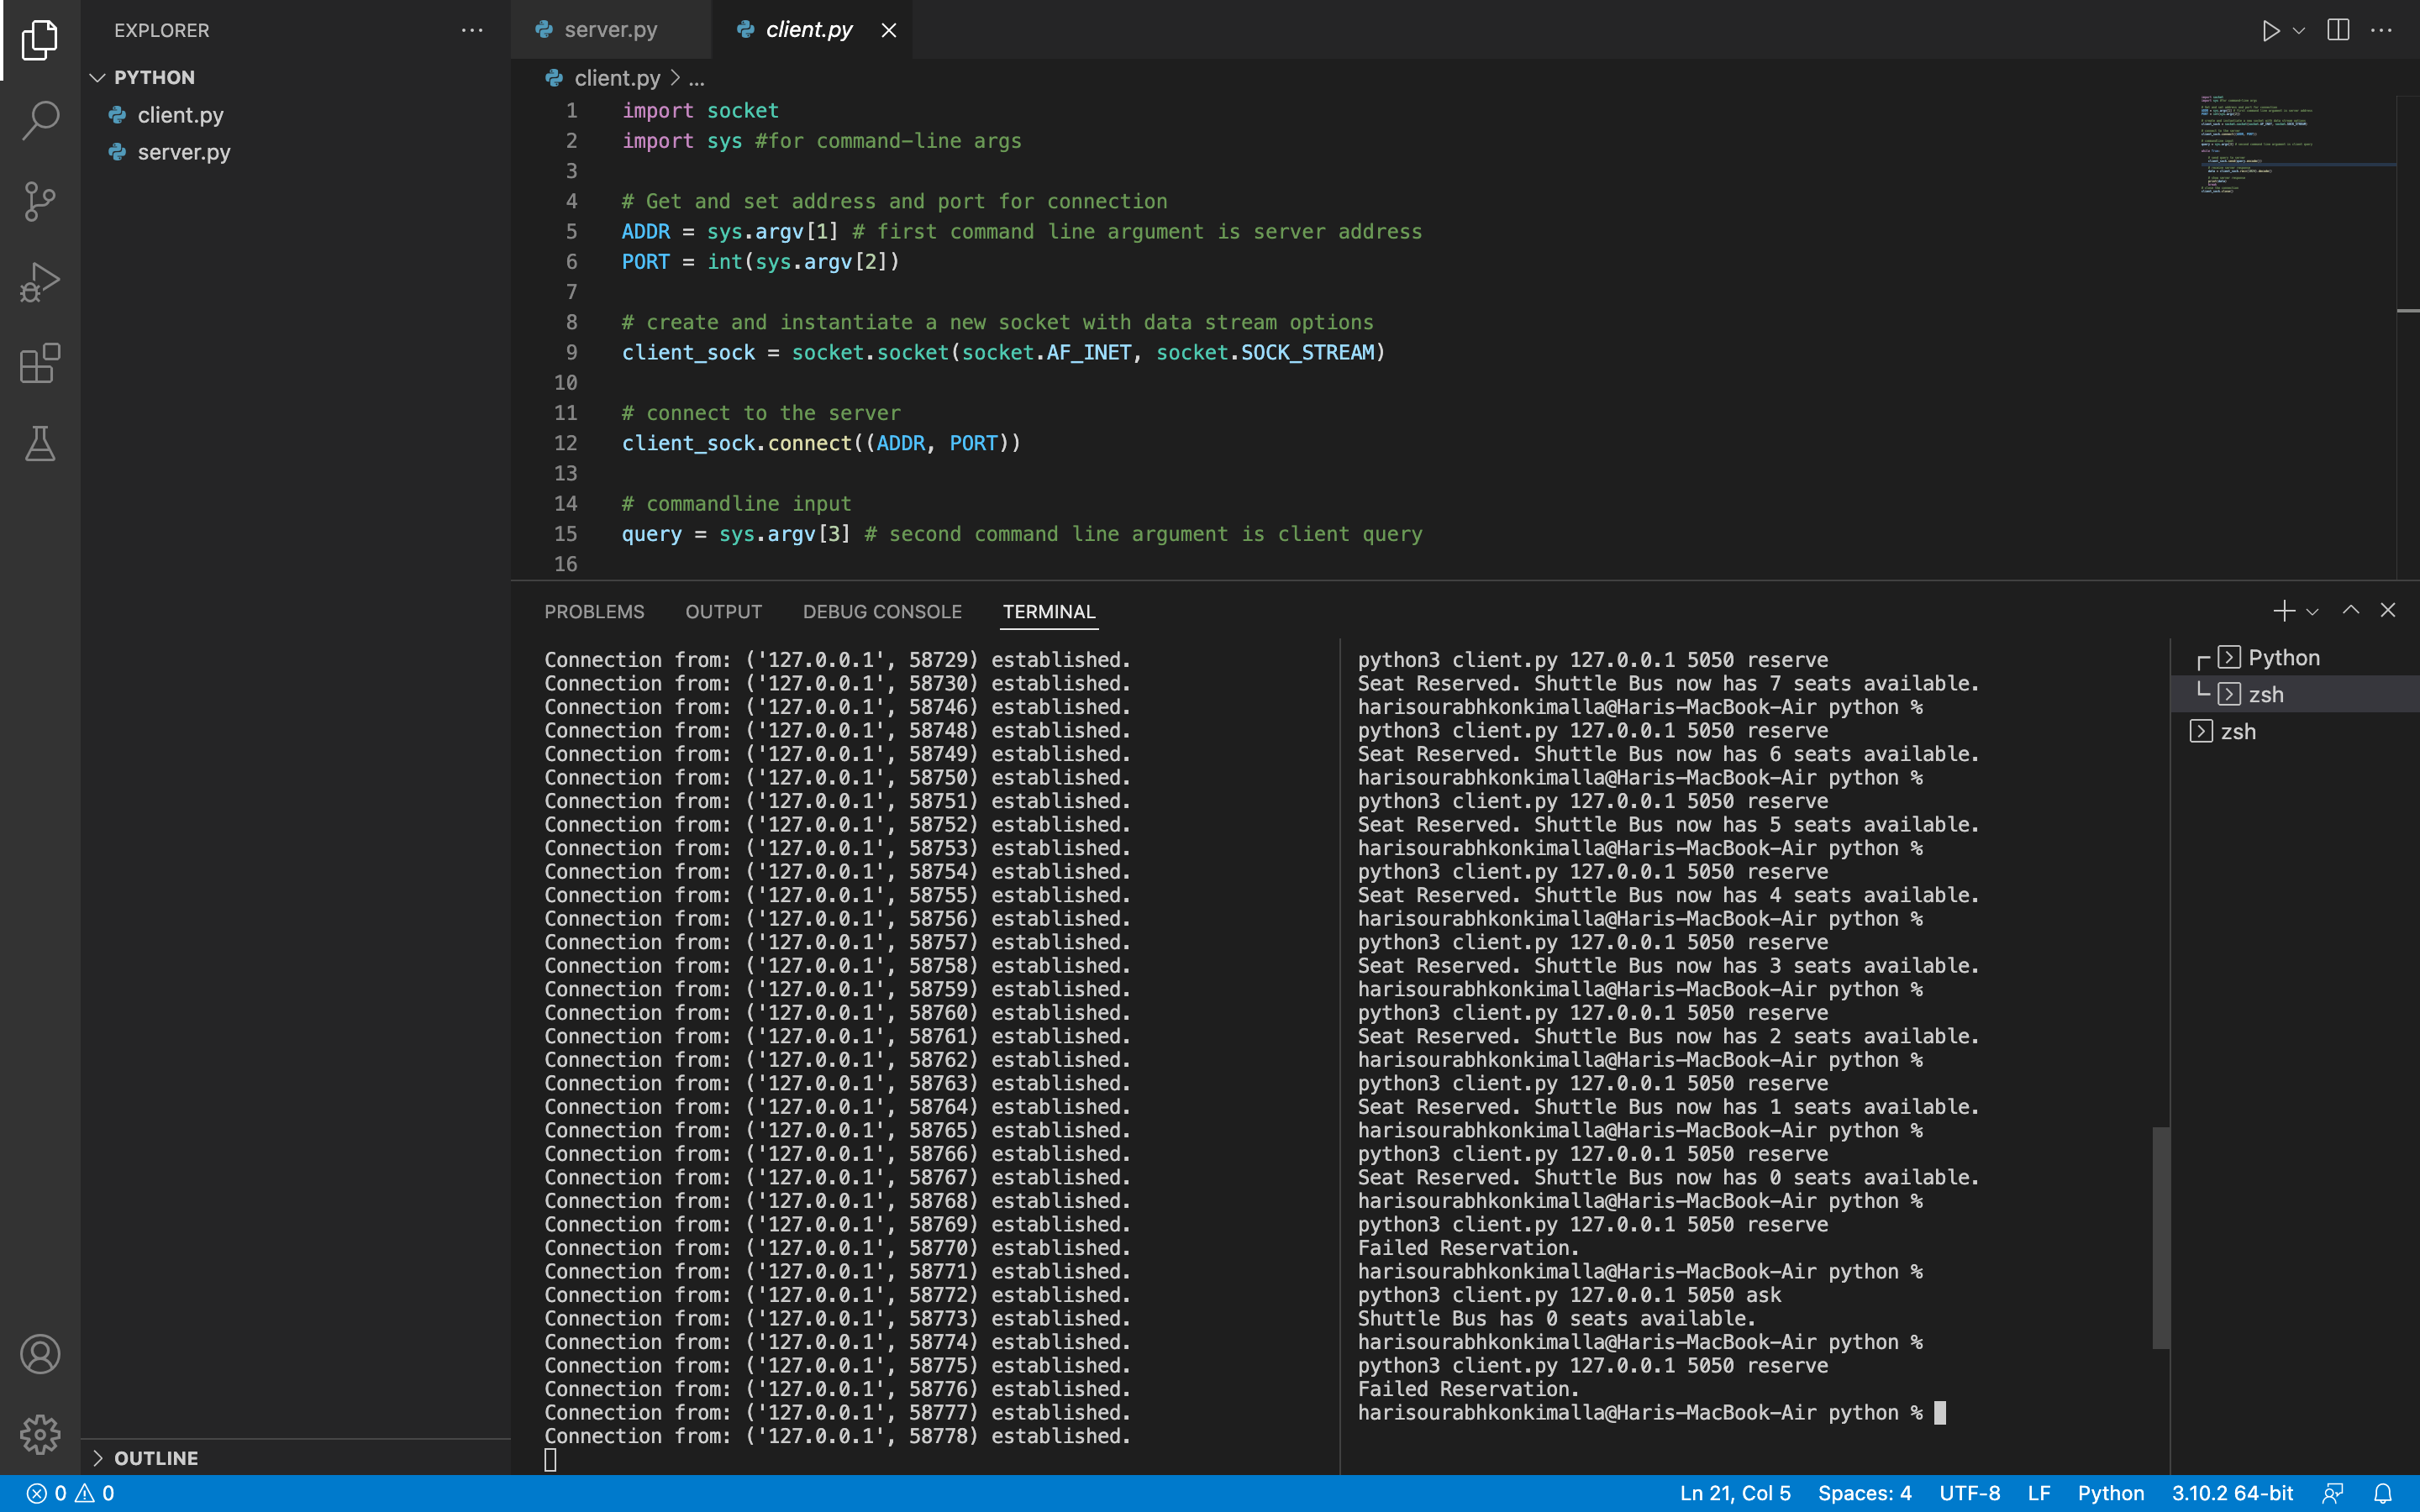 EXPLORER
PYTHON
client.py
server.py
OUTLINE
server.py
client.py
client.py > ...
1 import socket
2 import sys #for command-line args
3
4 # Get and set address and port for connection
5 ADDR = sys.argv[1] # first command line argument is server address
6 PORT = int(sys.argv[2])
7
8 # create and instantiate a new socket with data stream options
9 client_sock = socket.socket(socket.AF_INET, socket.SOCK_STREAM)
10
11 # connect to the server
12 client_sock.connect((ADDR, PORT))
13
14 # commandline input
15 query = sys.argv[3] # second command line argument is client query
16
PROBLEMS OUTPUT DEBUG CONSOLE TERMINAL
Connection from: ('127.0.0.1', 58729) established.
Connection from: ('127.0.0.1', 58730) established.
Connection from: ('127.0.0.1', 58746) established.
Connection from: ('127.0.0.1', 58748) established.
Connection from: ('127.0.0.1', 58749) established.
Connection from: ('127.0.0.1', 58750) established.
Connection from: ('127.0.0.1', 58751) established.
Connection from: ('127.0.0.1', 58752) established.
Connection from: ('127.0.0.1', 58753) established.
Connection from: ('127.0.0.1', 58754) established.
Connection from: ('127.0.0.1', 58755) established.
Connection from: ('127.0.0.1', 58756) established.
Connection from: ('127.0.0.1', 58757) established.
Connection from: ('127.0.0.1', 58758) established.
Connection from: ('127.0.0.1', 58759) established.
Connection from: ('127.0.0.1', 58760) established.
Connection from: ('127.0.0.1', 58761) established.
Connection from: ('127.0.0.1', 58762) established.
Connection from: ('127.0.0.1', 58763) established.
Connection from: ('127.0.0.1', 58764) established.
Connection from: ('127.0.0.1', 58765) established.
Connection from: ('127.0.0.1', 58766) established.
Connection from: ('127.0.0.1', 58767) established.
Connection from: ('127.0.0.1', 58768) established.
Connection from: ('127.0.0.1', 58769) established.
Connection from: ('127.0.0.1', 58770) established.
Connection from: ('127.0.0.1', 58771) established.
Connection from: ('127.0.0.1', 58772) established.
Connection from: ('127.0.0.1', 58773) established.
Connection from: ('127.0.0.1', 58774) established.
Connection from: ('127.0.0.1', 58775) established.
Connection from: ('127.0.0.1', 58776) established.
Connection from: ('127.0.0.1', 58777) established.
Connection from: ('127.0.0.1', 58778) established.
python3 client.py 127.0.0.1 5050 reserve
Seat Reserved. Shuttle Bus now has 7 seats available.
harisourabhkonkimalla@Haris-MacBook-Air python %
python3 client.py 127.0.0.1 5050 reserve
Seat Reserved. Shuttle Bus now has 6 seats available.
harisourabhkonkimalla@Haris-MacBook-Air python %
python3 client.py 127.0.0.1 5050 reserve
Seat Reserved. Shuttle Bus now has 5 seats available.
harisourabhkonkimalla@Haris-MacBook-Air python %
python3 client.py 127.0.0.1 5050 reserve
Seat Reserved. Shuttle Bus now has 4 seats available.
harisourabhkonkimalla@Haris-MacBook-Air python %
python3 client.py 127.0.0.1 5050 reserve
Seat Reserved. Shuttle Bus now has 3 seats available.
harisourabhkonkimalla@Haris-MacBook-Air python %
python3 client.py 127.0.0.1 5050 reserve
Seat Reserved. Shuttle Bus now has 2 seats available.
harisourabhkonkimalla@Haris-MacBook-Air python %
python3 client.py 127.0.0.1 5050 reserve
Seat Reserved. Shuttle Bus now has 1 seats available.
harisourabhkonkimalla@Haris-MacBook-Air python %
python3 client.py 127.0.0.1 5050 reserve
Seat Reserved. Shuttle Bus now has 0 seats available.
harisourabhkonkimalla@Haris-MacBook-Air python %
python3 client.py 127.0.0.1 5050 reserve
Failed Reservation.
harisourabhkonkimalla@Haris-MacBook-Air python %
python3 client.py 127.0.0.1 5050 ask
Shuttle Bus has 0 seats available.
harisourabhkonkimalla@Haris-MacBook-Air python %
python3 client.py 127.0.0.1 5050 reserve
Failed Reservation.
harisourabhkonkimalla@Haris-MacBook-Air python %
Python
zsh
zsh
0 0 Ln 21, Col 5 Spaces: 4 UTF-8 LF Python 3.10.2 64-bit